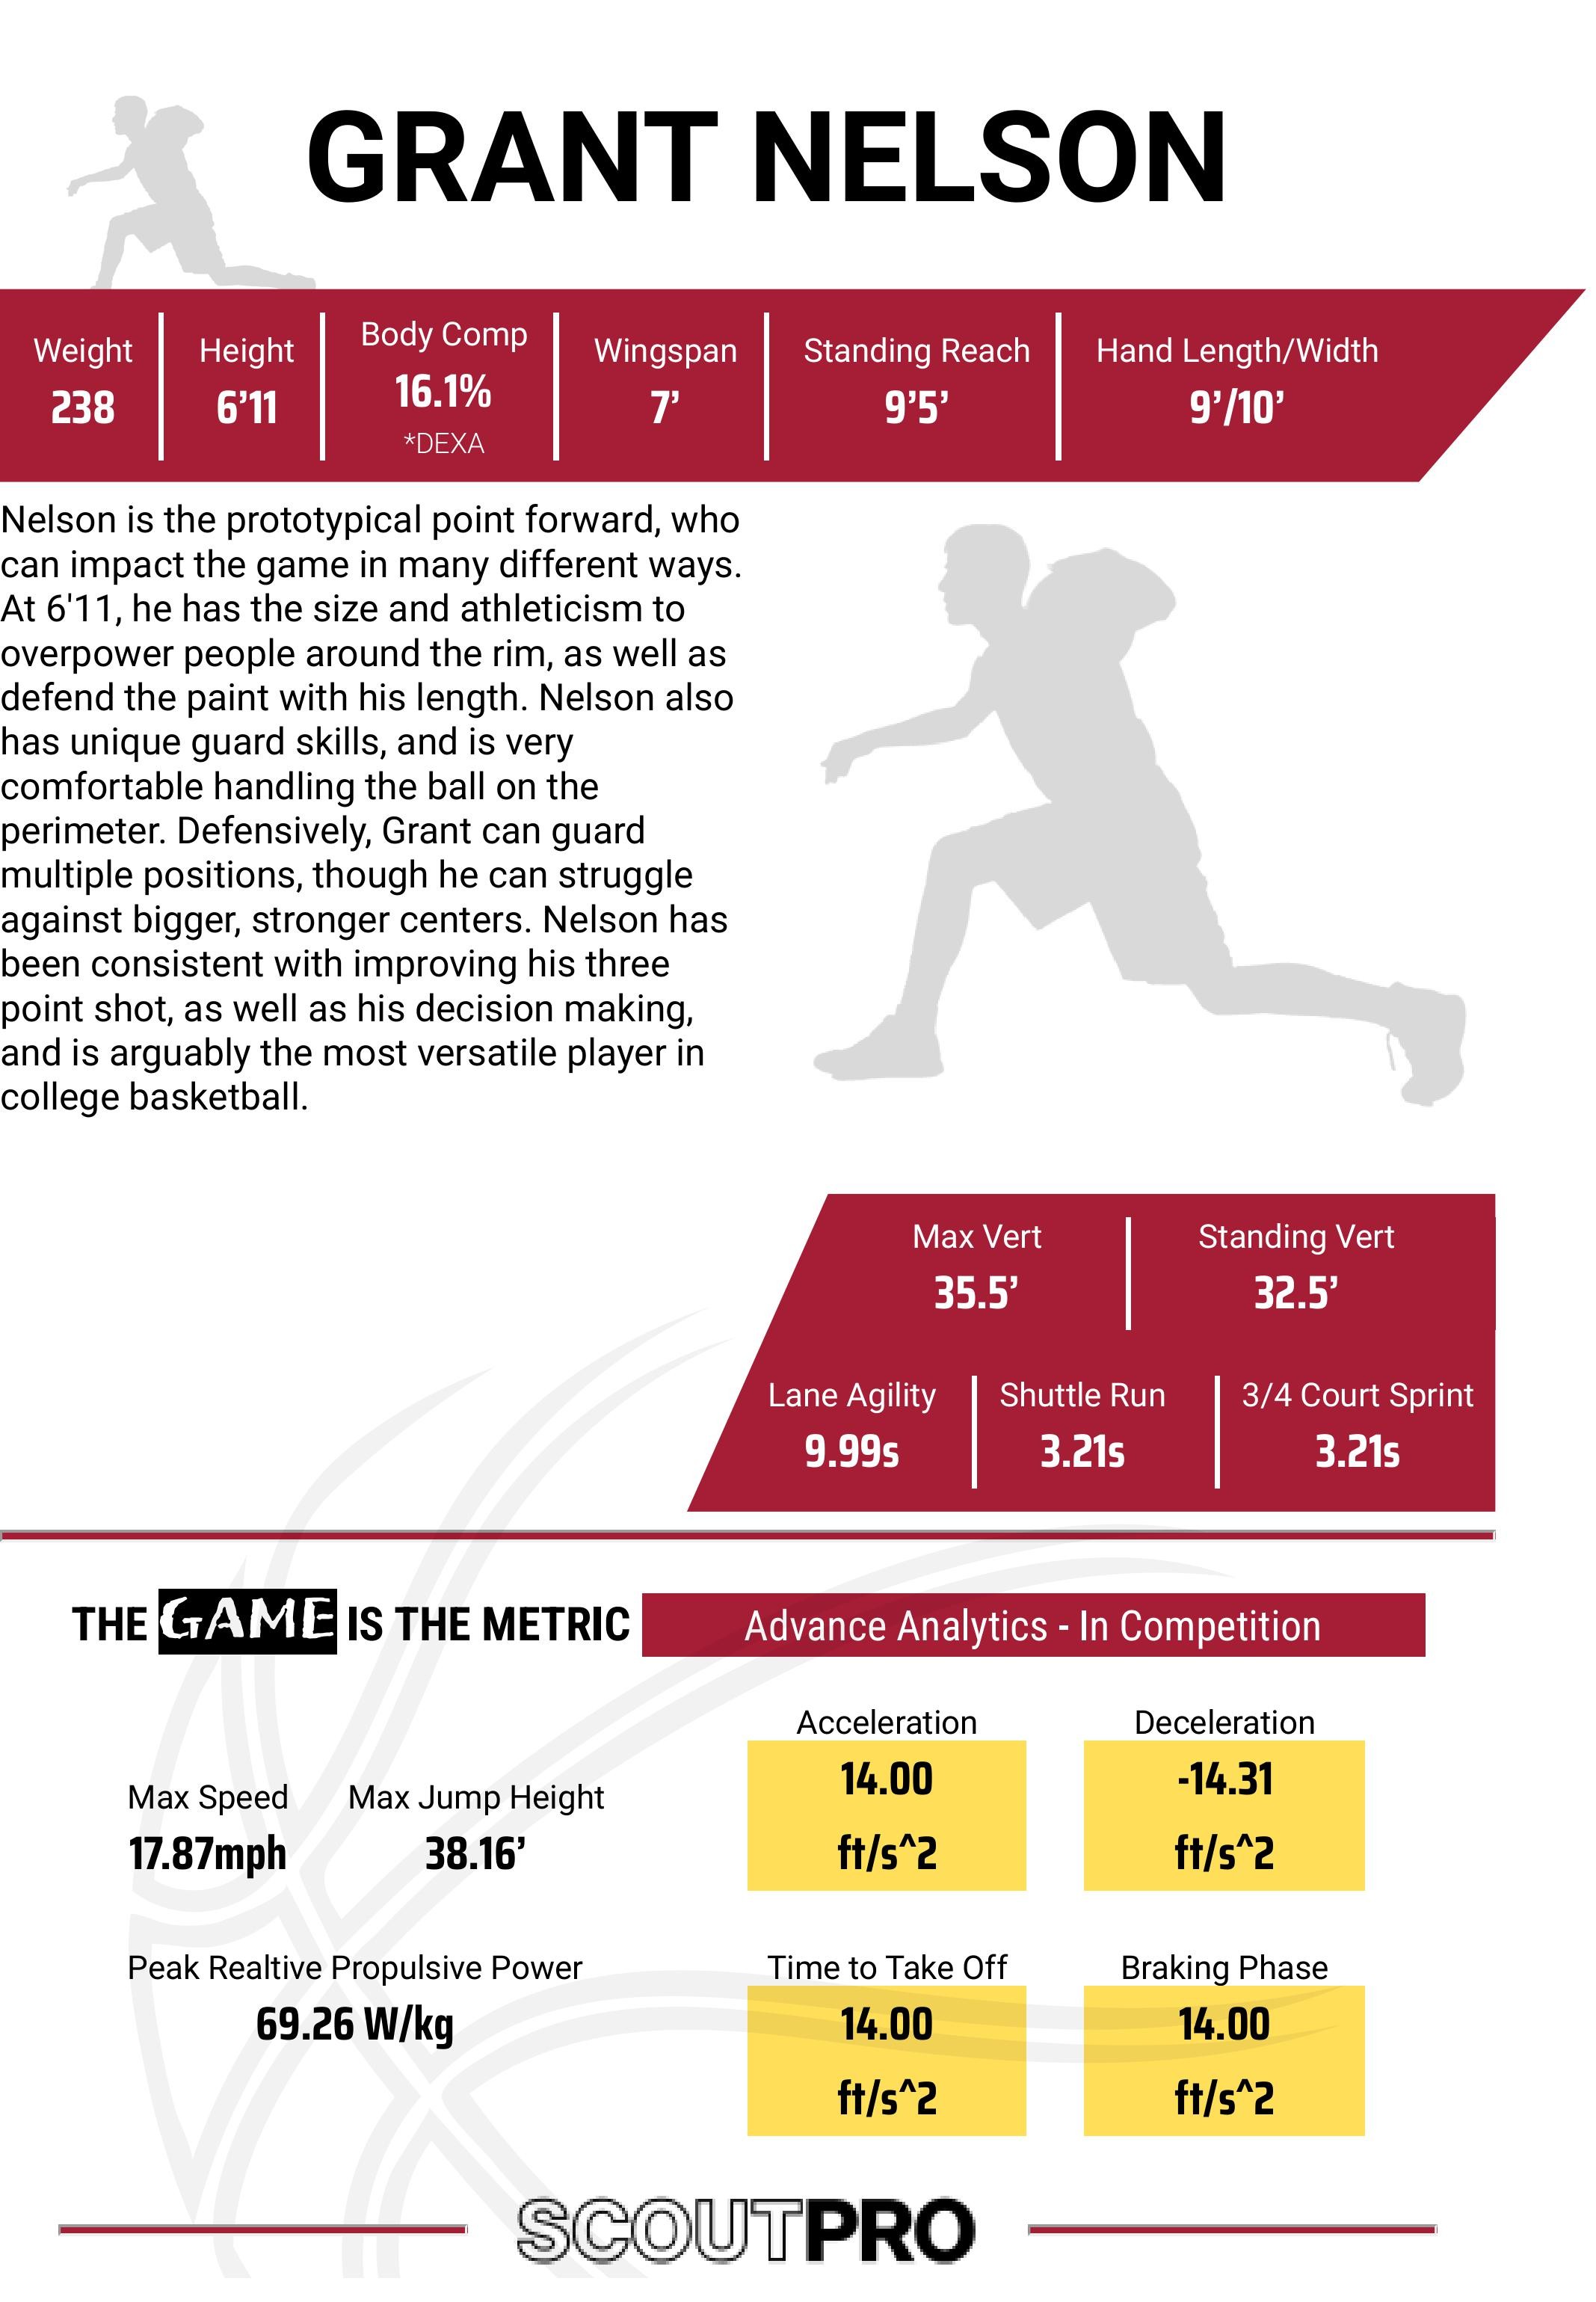 GRANT NELSON
Weight
238
Height
6’11
Body Comp
16.1%
*DEXA
Wingspan
7’
Standing Reach
9’5’
Hand Length/Width
9’/10’
Nelson is the prototypical point forward, who
can impact the game in many different ways.
At 6'11, he has the size and athleticism to
overpower people around the rim, as well as
defend the paint with his length. Nelson also
has unique guard skills, and is very
comfortable handling the ball on the
perimeter. Defensively, Grant can guard
multiple positions, though he can struggle
against bigger, stronger centers. Nelson has
been consistent with improving his three
point shot, as well as his decision making,
and is arguably the most versatile player in
college basketball.
Max Vert
35.5’
Standing Vert
32.5’
Lane Agility
9.99s
Shuttle Run
3.21s
3/4 Court Sprint
3.21s
THE GAME IS THE METRIC
Advance Analytics - In Competition
Max Speed
17.87mph
Max Jump Height
38.16’
Acceleration
14.00
ft/s^2
Deceleration
-14.31
ft/s^2
Peak Realtive Propulsive Power
69.26 W/kg
Time to Take Off
14.00
ft/s^2
Braking Phase
14.00
ft/s^2
SCOUTPRO